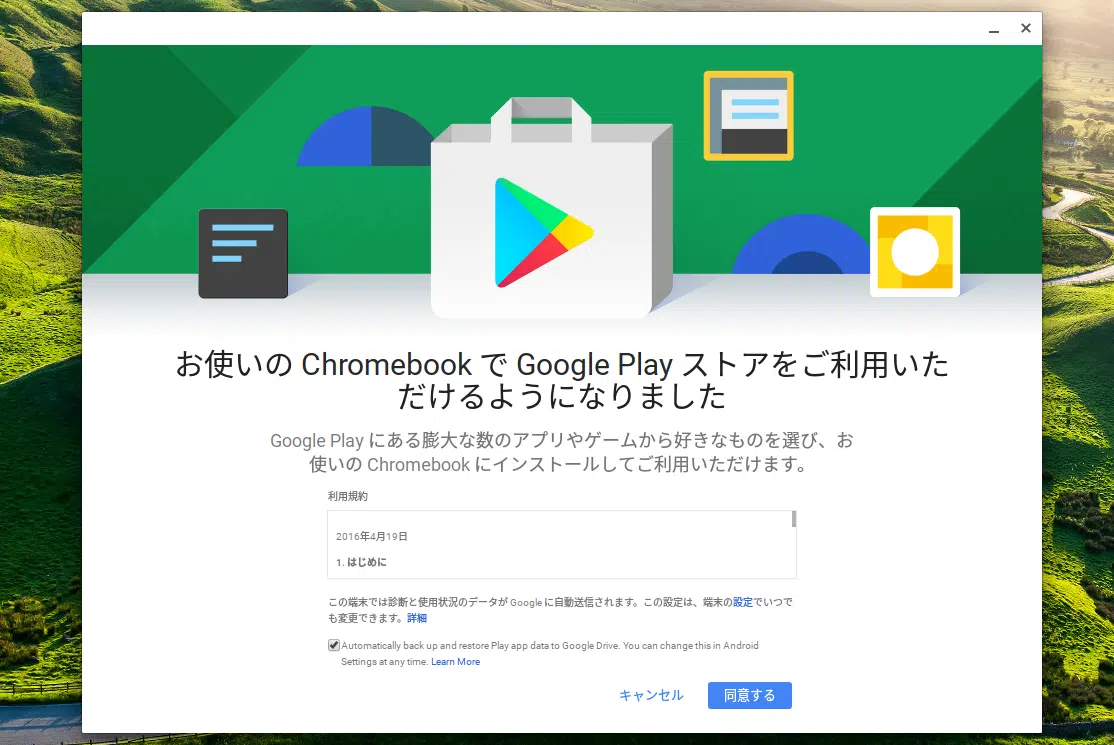 お使いの Chromebook で Google Play ストアをご利用いた
だけるようになりました
Google Play にある膨大な数のアプリやゲームから好きなものを選び、お
使いの Chromebook にインストールしてご利用いただけます。
利用規約
2016年4月19日
1. はじめに
この端末では診断と使用状況のデータが Google に自動送信されます。この設定は、端末の設定でいつで
も変更できます。詳細
Automatically back up and restore Play app data to Google Drive. You can change this in Android
Settings at any time. Learn More
キャンセル 同意する